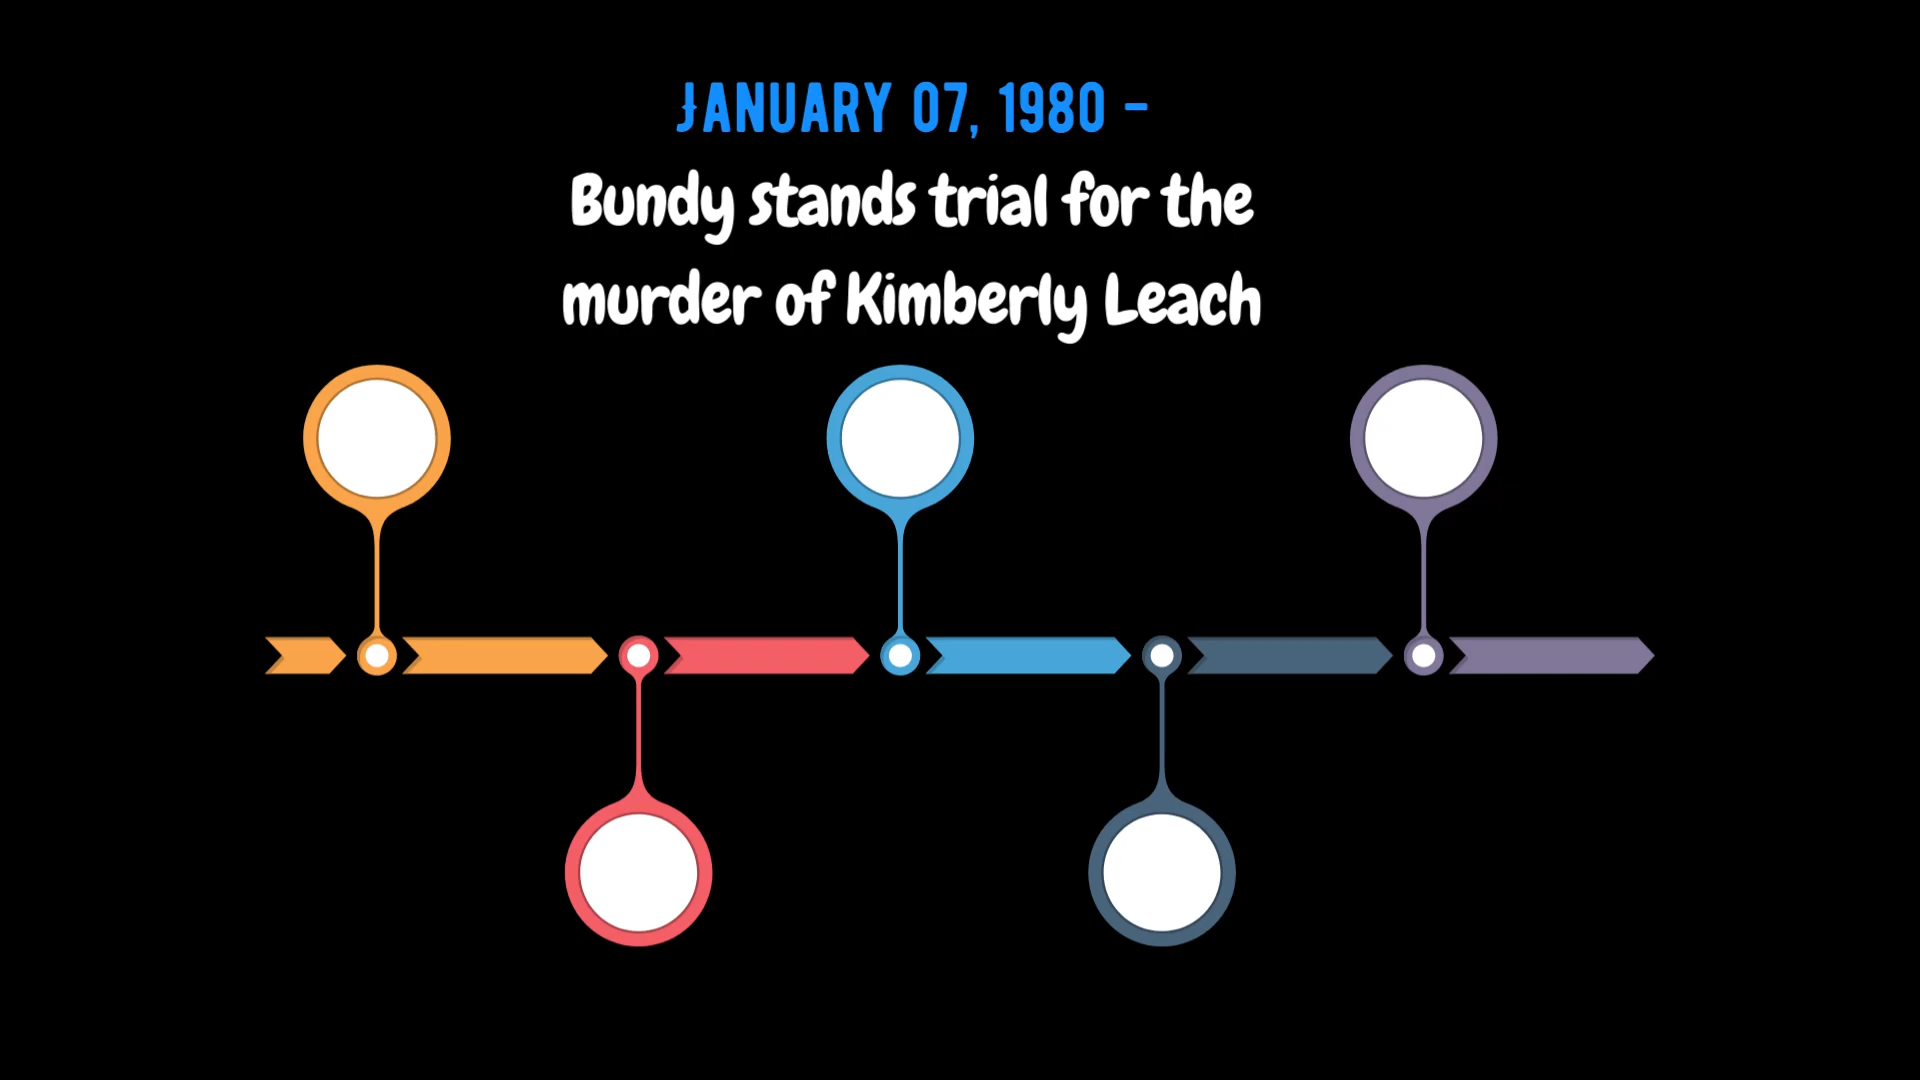 JANUARY 07, 1980 -
Bundy stands trial for the
murder of Kimberly Leach